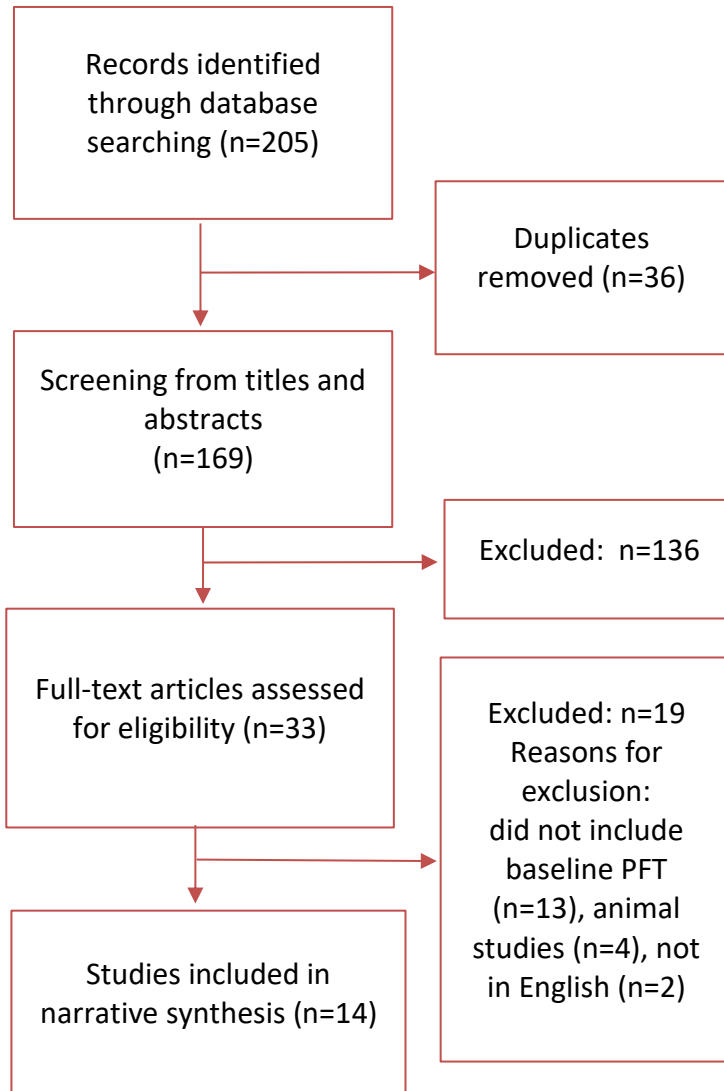 Records identified
through database
searching (n=205)
Duplicates
removed (n=36)
Screening from titles and
abstracts
(n=169)
Excluded:  n=136
Full-text articles assessed
for eligibility (n=33)
Excluded: n=19
Reasons for
exclusion:
did not include
baseline PFT
(n=13), animal
studies (n=4), not
in English (n=2)
Studies included in
narrative synthesis (n=14)